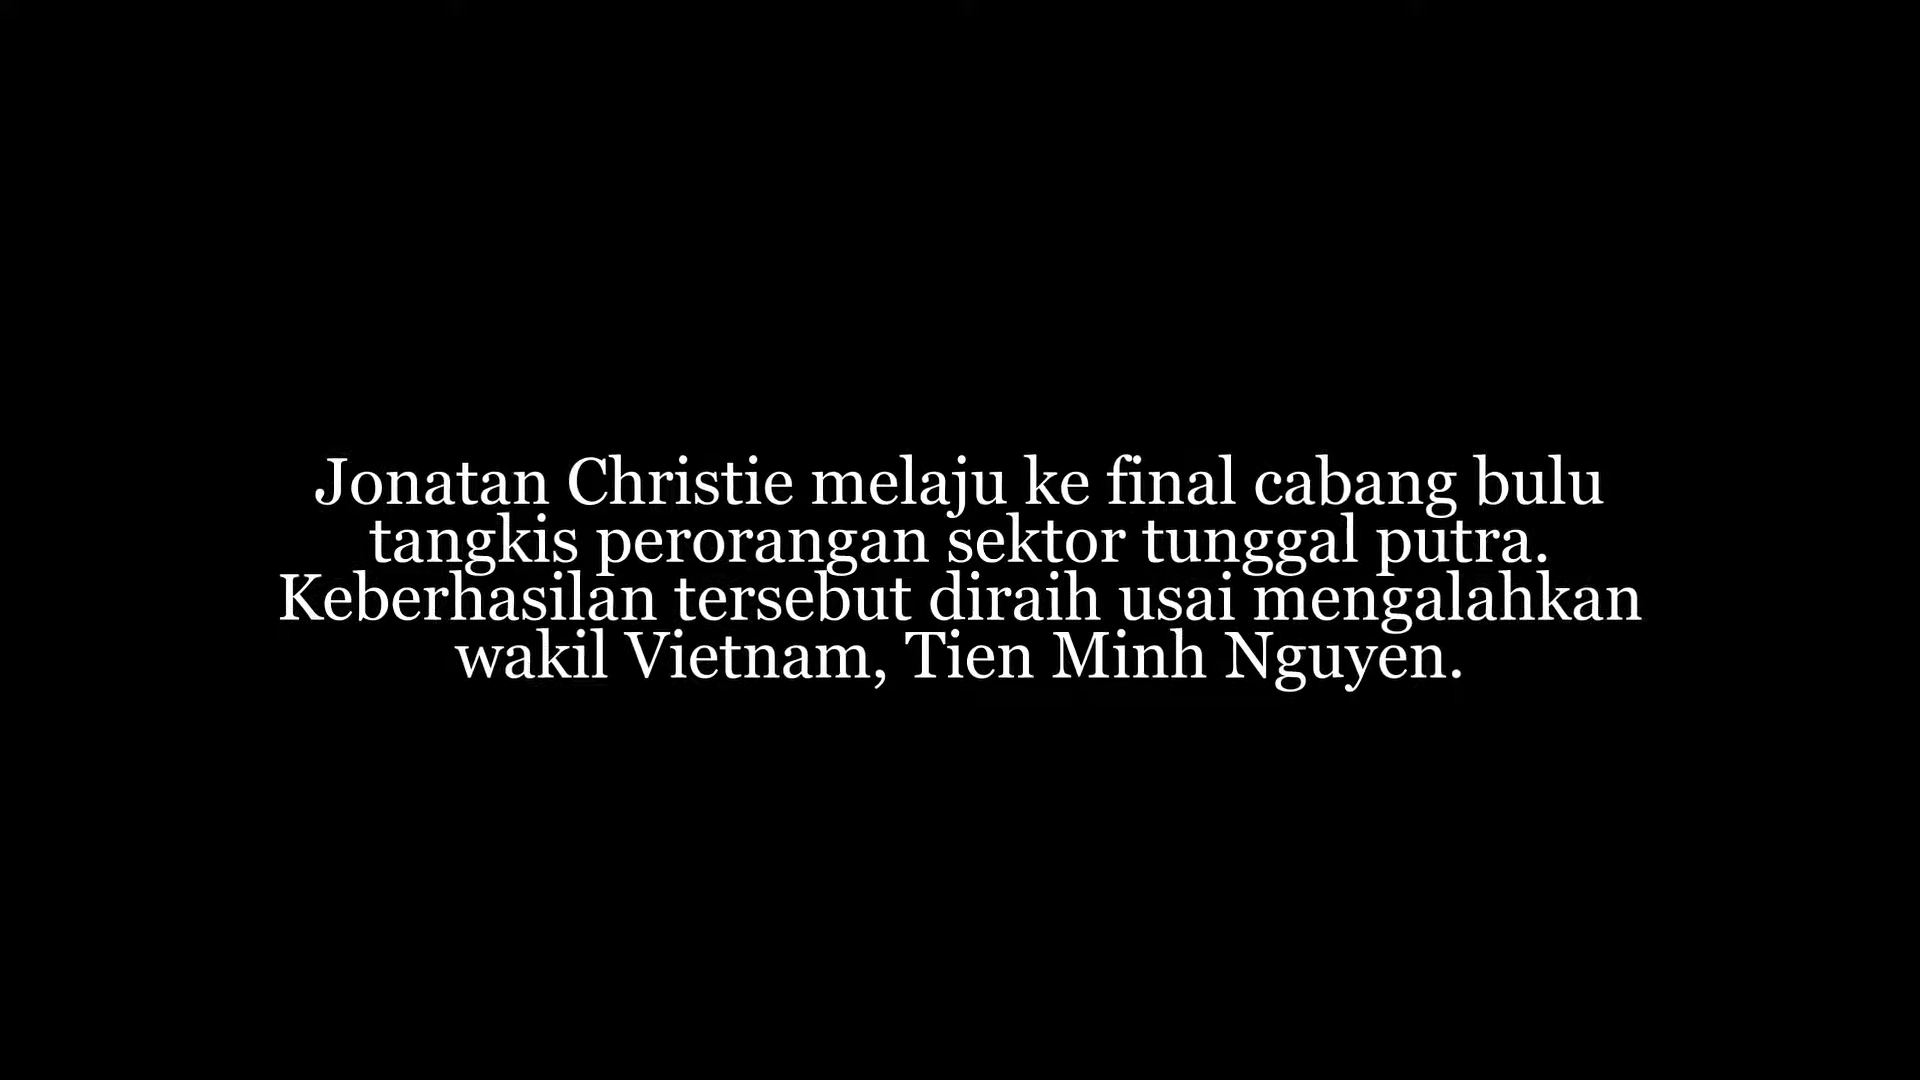 Jonatan Christie melaju ke final cabang bulu
tangkis perorangan sektor tunggal putra.
Keberhasilan tersebut diraih usai mengalahkan
wakil Vietnam, Tien Minh Nguyen.